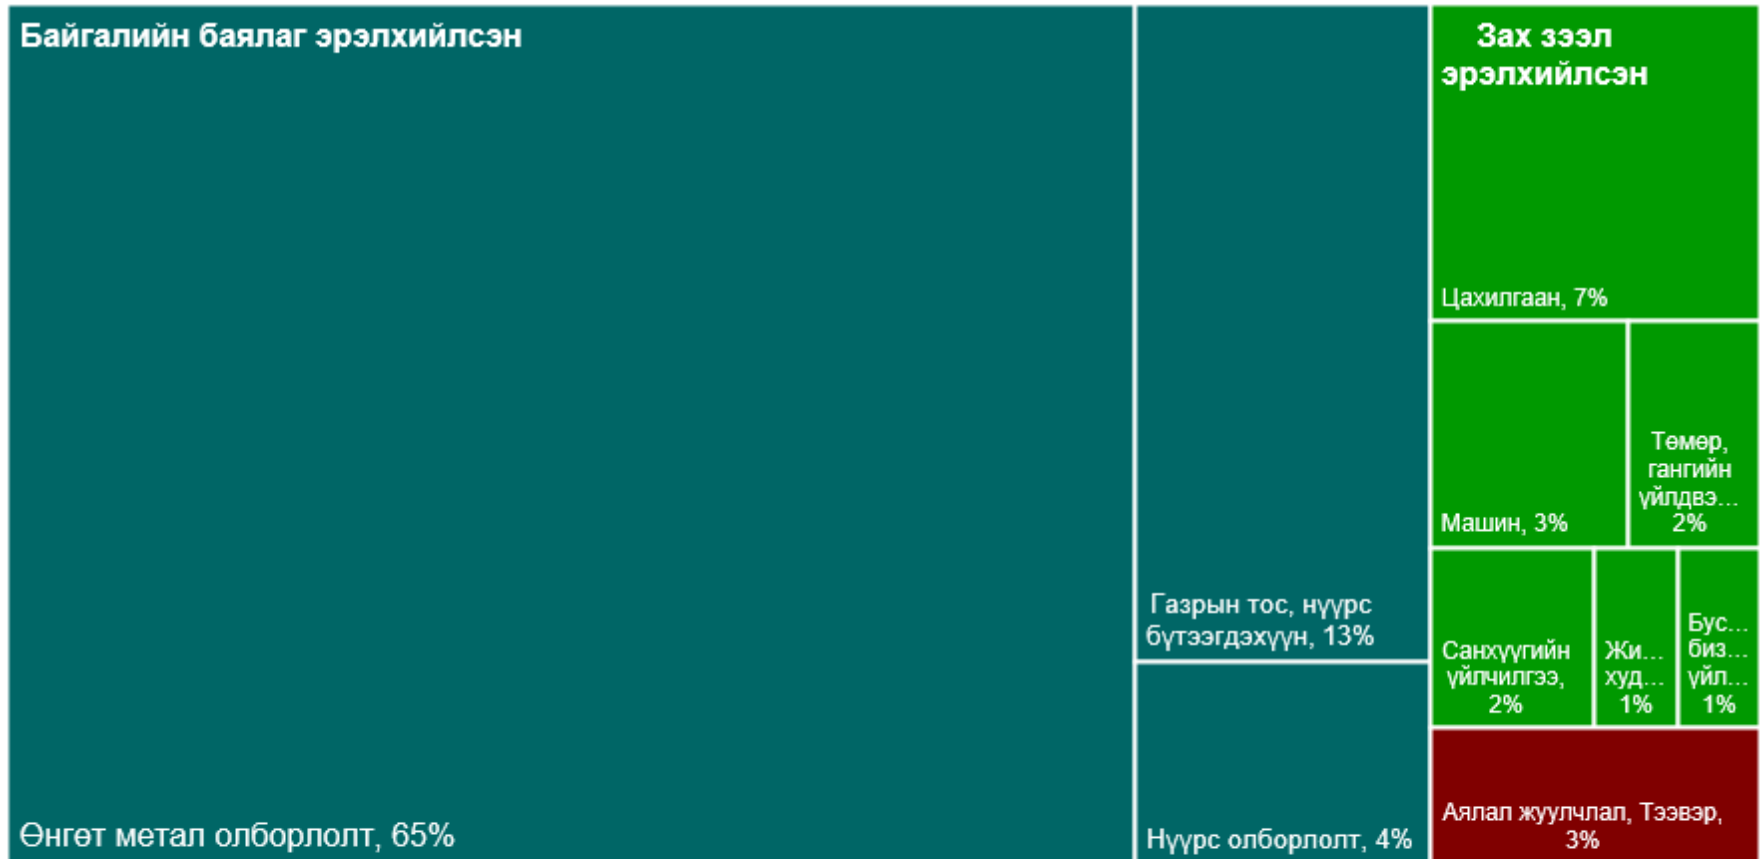 Байгалийн баялаг эрэлхийлсэн
Өнгөт метал олборлолт, 65%
Газрын тос, нүүрс
бүтээгдэхүүн, 13%
Нүүрс олборлолт, 4%
Зах зээл
эрэлхийлсэн
Цахилгаан, 7%
Машин, 3%
Төмөр,
гангийн
үйлдвэ...
2%
Санхүүгийн
үйлчилгээ,
2%
Жи...
худ...
1%
Бус...
биз...
үйл...
1%
Аялал жуулчлал, Тээвэр,
3%